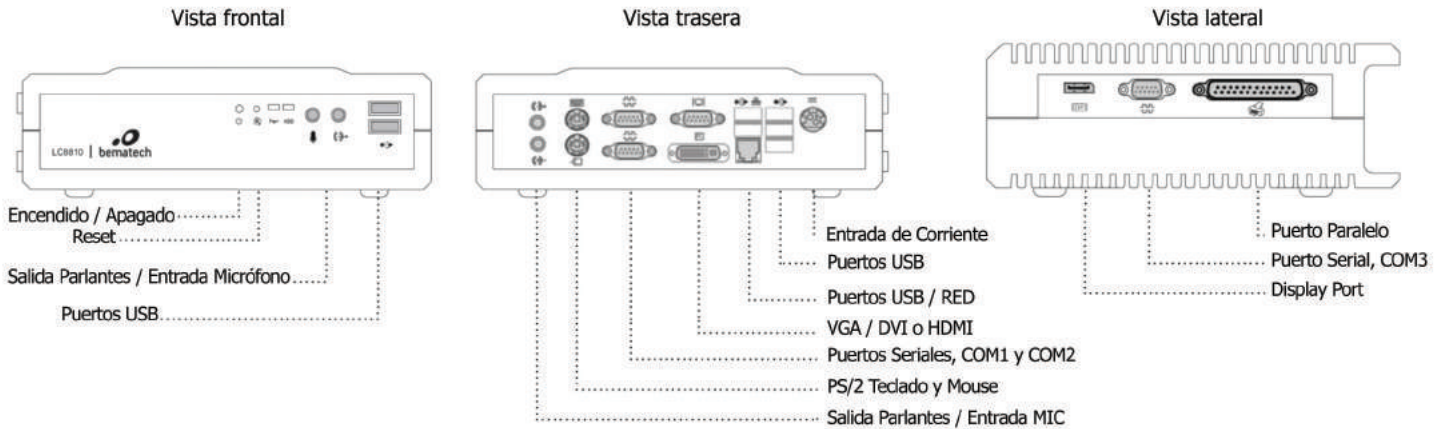 Vista frontal
LC8810 | bematech
Encendido / Apagado
Reset
Salida Parlantes / Entrada Micrófono
Puertos USB
Vista trasera
Entrada de Corriente
Puertos USB
Puertos USB / RED
VGA / DVI o HDMI
Puertos Seriales, COM1 y COM2
PS/2 Teclado y Mouse
Salida Parlantes / Entrada MIC
Vista lateral
Puerto Paralelo
Puerto Serial, COM3
Display Port